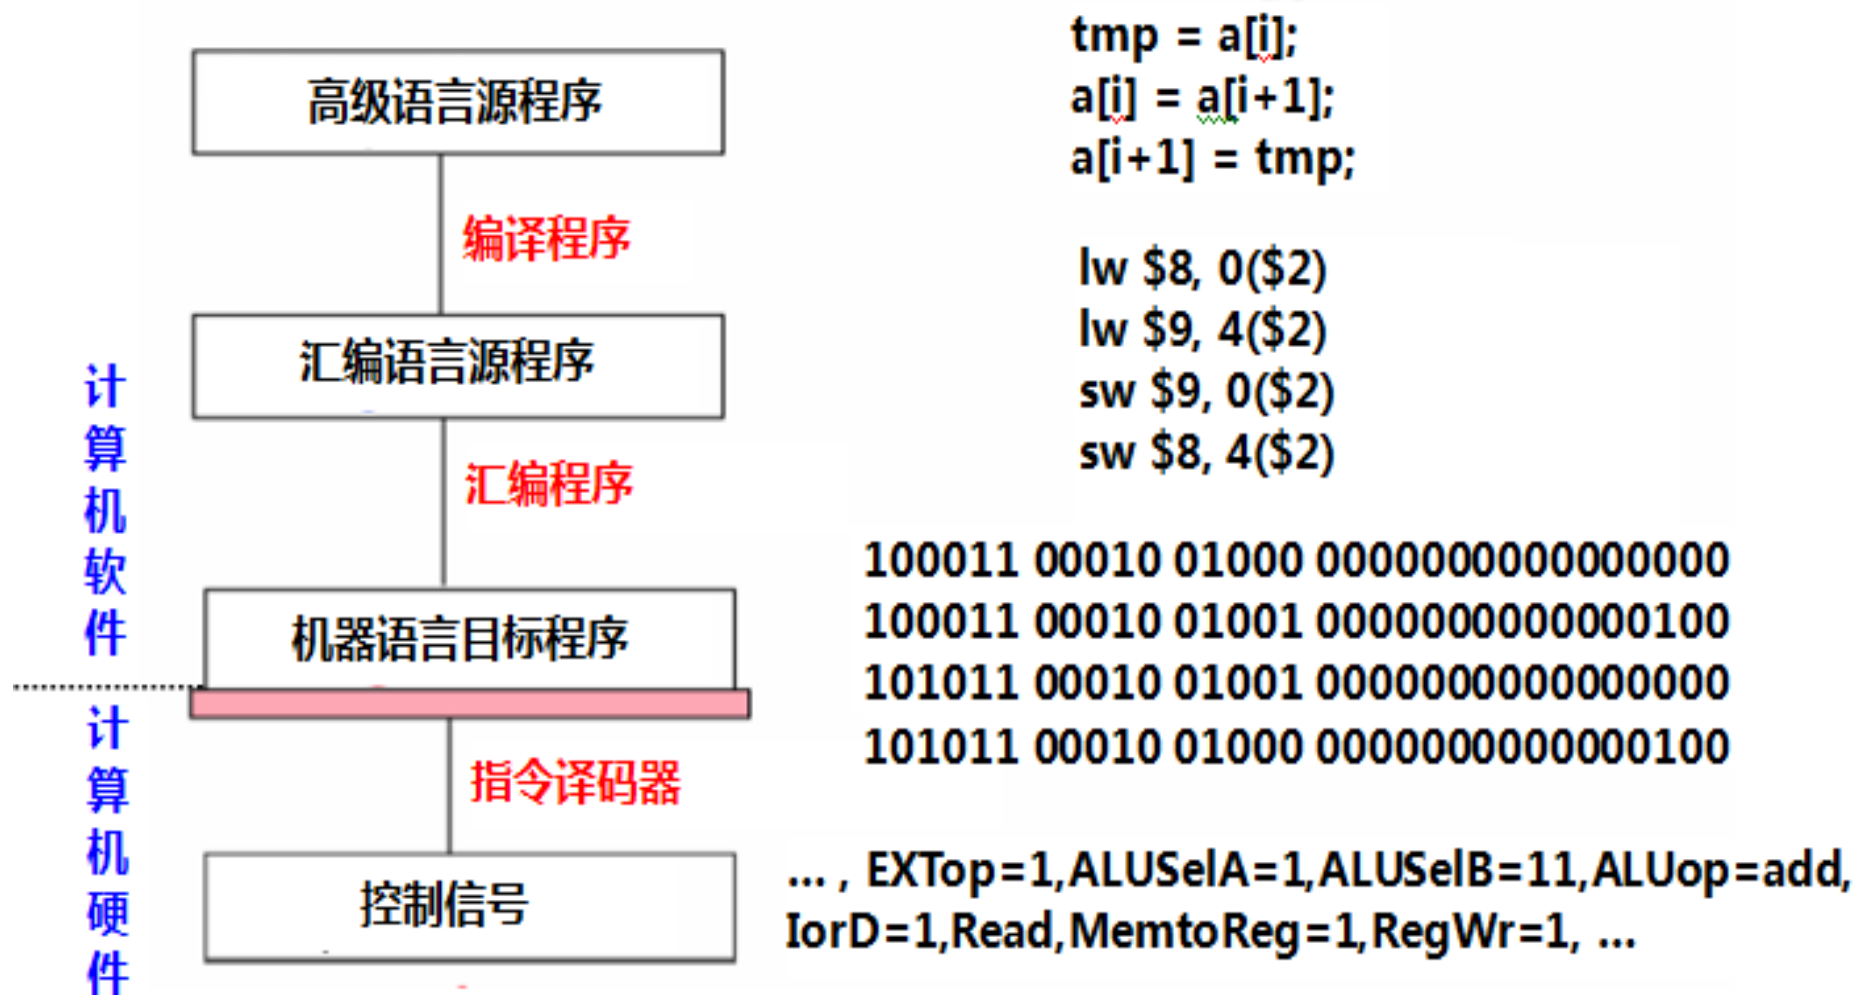 高级语言源程序
编译程序
汇编语言源程序
汇编程序
机器语言目标程序
指令译码器
控制信号
计算机软件
计算机硬件
tmp = a[i];
a[i] = a[i+1];
a[i+1] = tmp;
lw $8, 0($2)
lw $9, 4($2)
sw $9, 0($2)
sw $8, 4($2)
100011 00010 01000 0000000000000000
100011 00010 01001 0000000000000100
101011 00010 01001 0000000000000000
101011 00010 01000 0000000000000100
... , EXTop=1,ALUSelA=1,ALUSelB=11,ALUop=add,
IorD=1,Read,MemtoReg=1,RegWr=1, ...